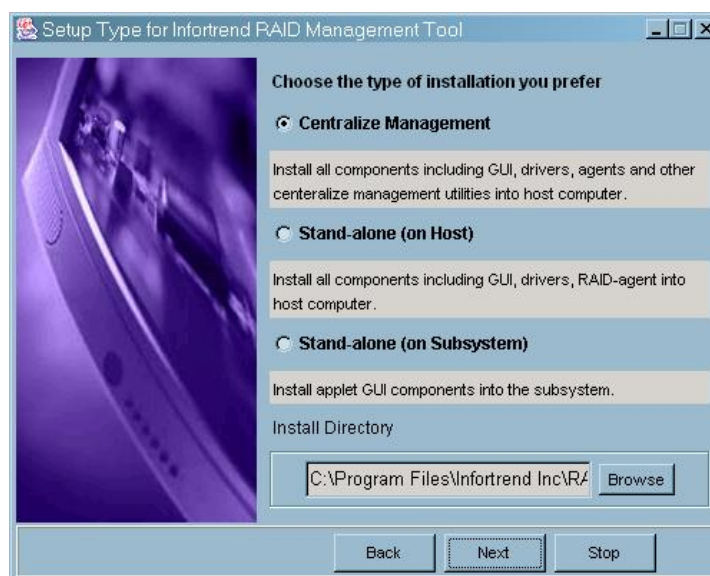 Setup Type for Infortrend RAID Management Tool
Choose the type of installation you prefer
Centralize Management
Install all components including GUI, drivers, agents and other
centeralize management utilities into host computer.
Stand-alone (on Host)
Install all components including GUI, drivers, RAID-agent into
host computer.
Stand-alone (on Subsystem)
Install applet GUI components into the subsystem.
Install Directory
C:\Program Files\Infortrend Inc\RA
Browse
Back
Next
Stop